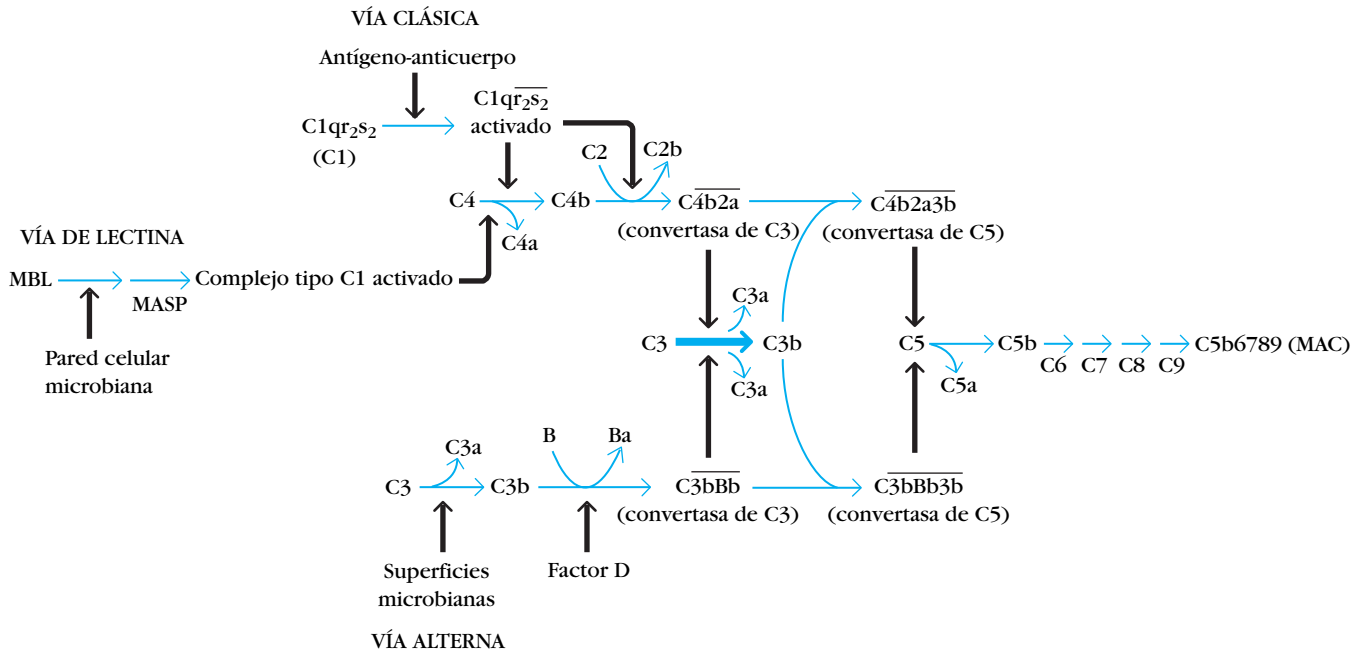 VÍA CLÁSICA
Antígeno-anticuerpo
C1qr₂s₂
(C1)
C1qr₂s₂
activado
C2
C2b
C4
C4a
C4b
C4b2a
(convertasa de C3)
C4b2a3b
(convertasa de C5)
VÍA DE LECTINA
MBL
MASP
Complejo tipo C1 activado
Pared celular
microbiana
C3
C3a
C3a
C3b
C5
C5a
C5b
C6
C7
C8
C9
C5b6789 (MAC)
C3
C3a
C3b
B
Ba
C3bBb
(convertasa de C3)
C3bBb3b
(convertasa de C5)
Superficies
microbianas
Factor D
VÍA ALTERNA